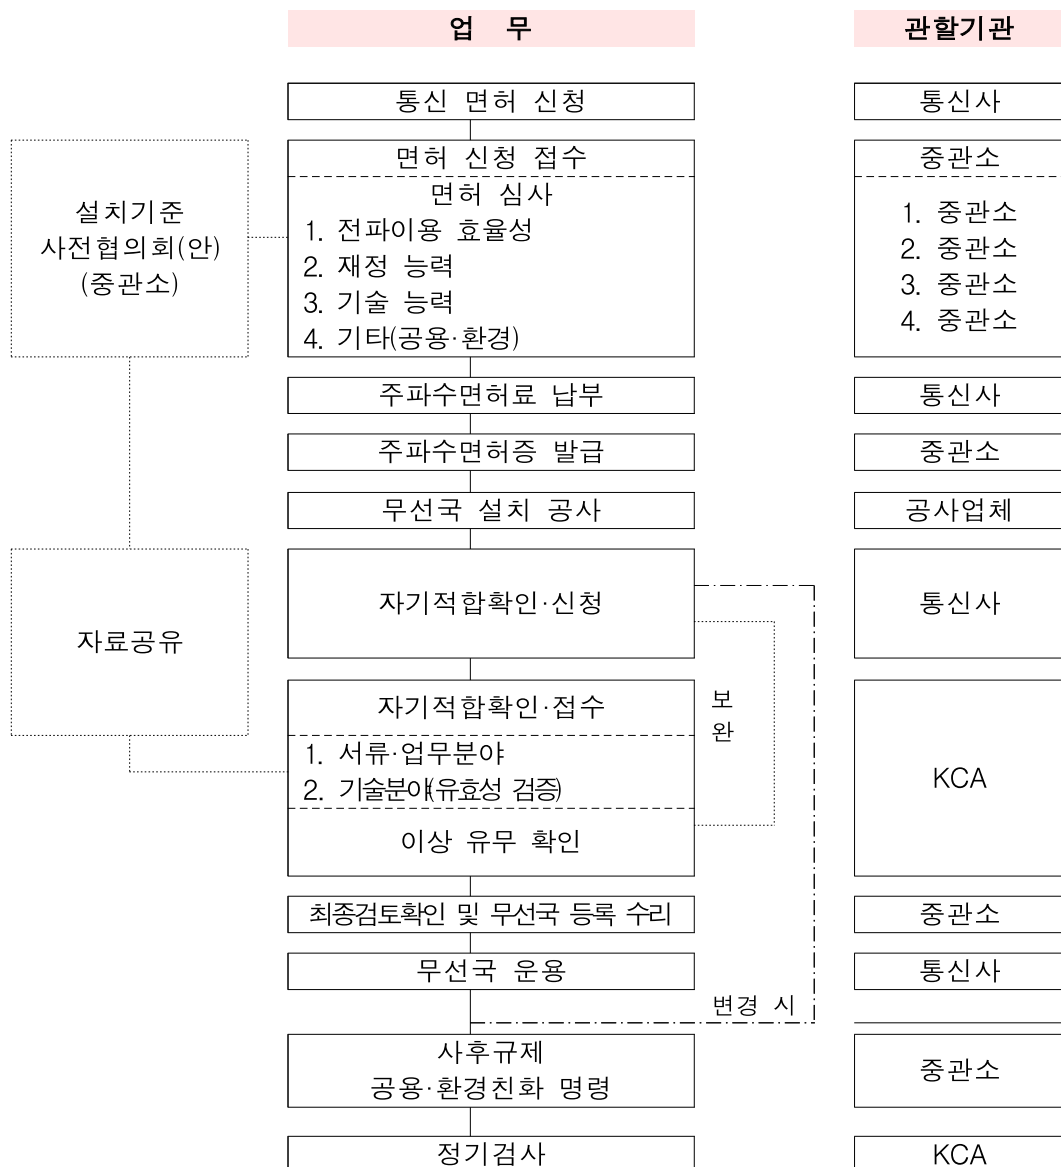 업 무
관할기관
통신 면허 신청
통신사
면허 신청 접수
중관소
설치기준
사전협의회(안)
(중관소)
면허 심사
1. 전파이용 효율성
2. 재정 능력
3. 기술 능력
4. 기타(공용·환경)
1. 중관소
2. 중관소
3. 중관소
4. 중관소
주파수면허료 납부
통신사
주파수면허증 발급
중관소
무선국 설치 공사
공사업체
자기적합확인·신청
통신사
자료공유
자기적합확인·접수
보
완
1. 서류·업무분야
2. 기술분야(유효성 검증)
KCA
이상 유무 확인
최종검토확인 및 무선국 등록 수리
중관소
무선국 운용
통신사
변경 시
사후규제
공용·환경친화 명령
중관소
정기검사
KCA